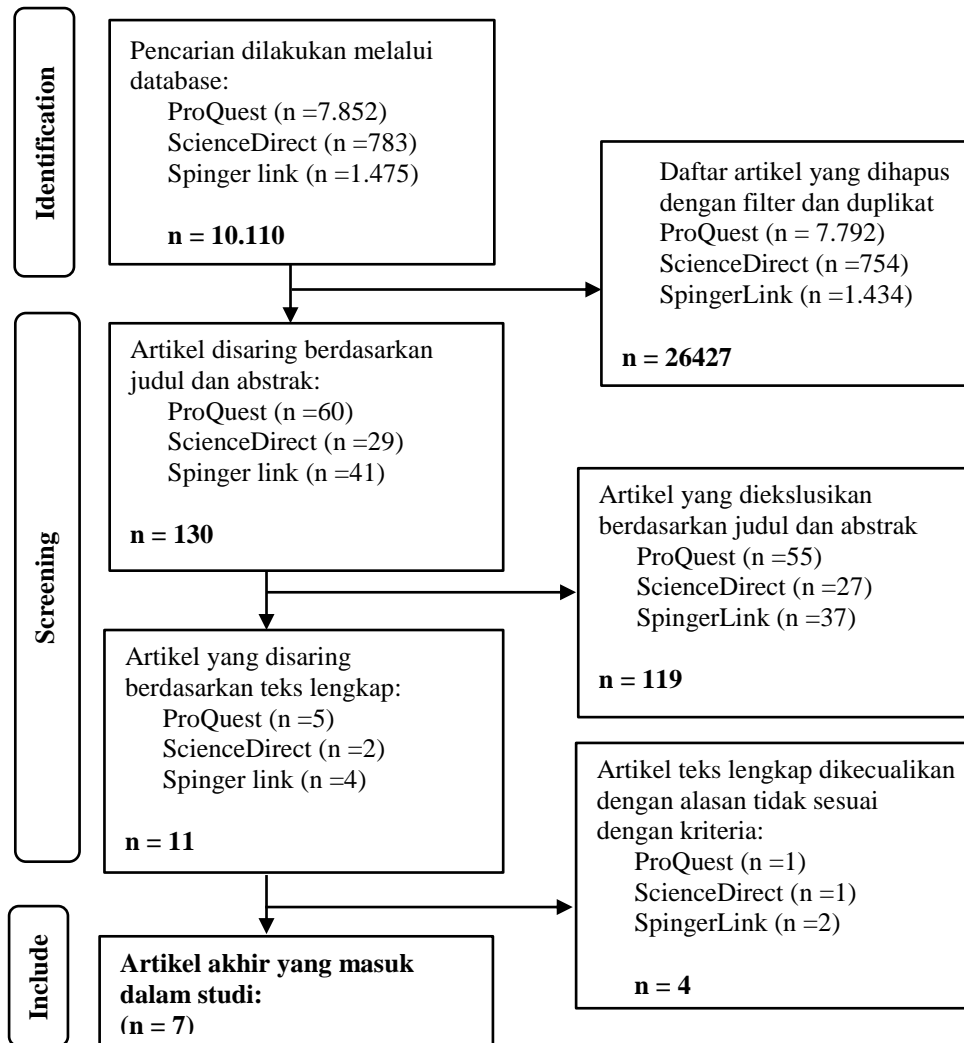 Identification
Pencarian dilakukan melalui
database:
ProQuest (n =7.852)
ScienceDirect (n =783)
Spinger link (n =1.475)
n = 10.110
Daftar artikel yang dihapus
dengan filter dan duplikat
ProQuest (n = 7.792)
ScienceDirect (n =754)
SpingerLink (n =1.434)
n = 26427
Screening
Artikel disaring berdasarkan
judul dan abstrak:
ProQuest (n =60)
ScienceDirect (n =29)
Spinger link (n =41)
n = 130
Artikel yang diekslusikan
berdasarkan judul dan abstrak
ProQuest (n =55)
ScienceDirect (n =27)
SpingerLink (n =37)
n = 119
Artikel yang disaring
berdasarkan teks lengkap:
ProQuest (n =5)
ScienceDirect (n =2)
Spinger link (n =4)
n = 11
Artikel teks lengkap dikecualikan
dengan alasan tidak sesuai
dengan kriteria:
ProQuest (n =1)
ScienceDirect (n =1)
SpingerLink (n =2)
n = 4
Include
Artikel akhir yang masuk
dalam studi:
(n = 7)